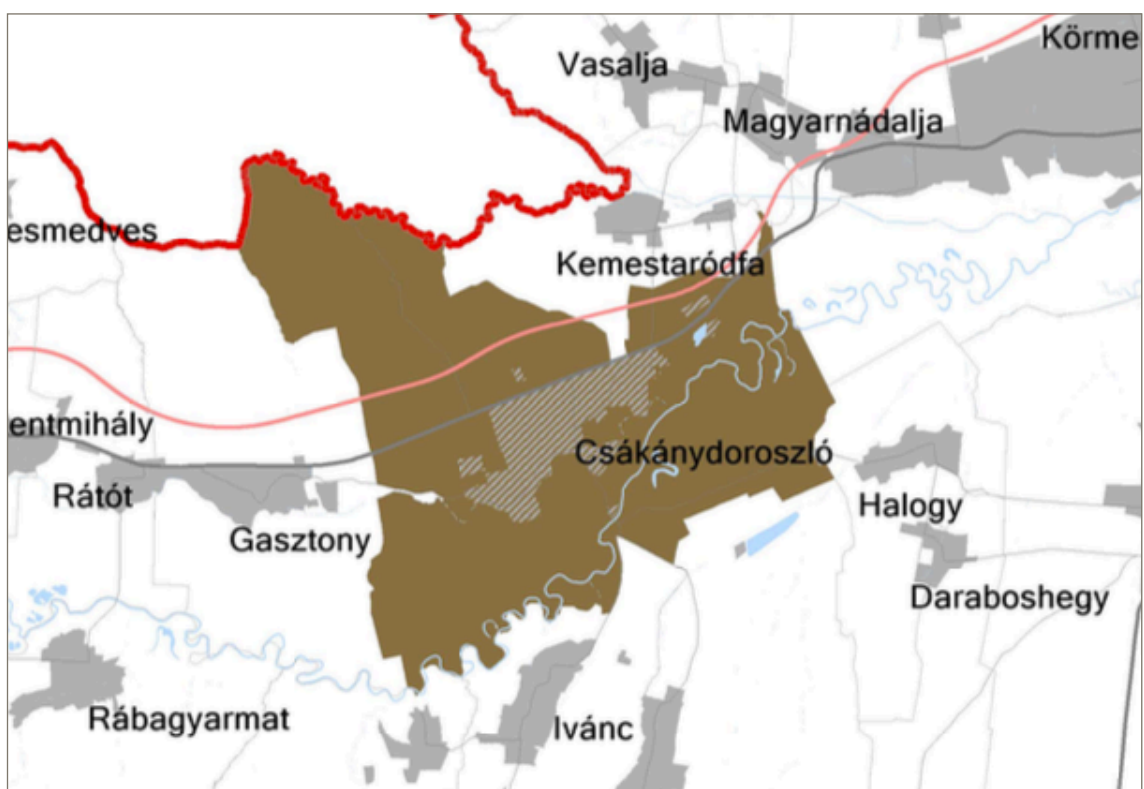 Körme
Vasalja
Magyarnádalja
esmedves
Kemestaródfa
entmihály
Csákánydoroszló
Rátót
Halogy
Gasztony
Daraboshegy
Rábagyarmat
Ivánc